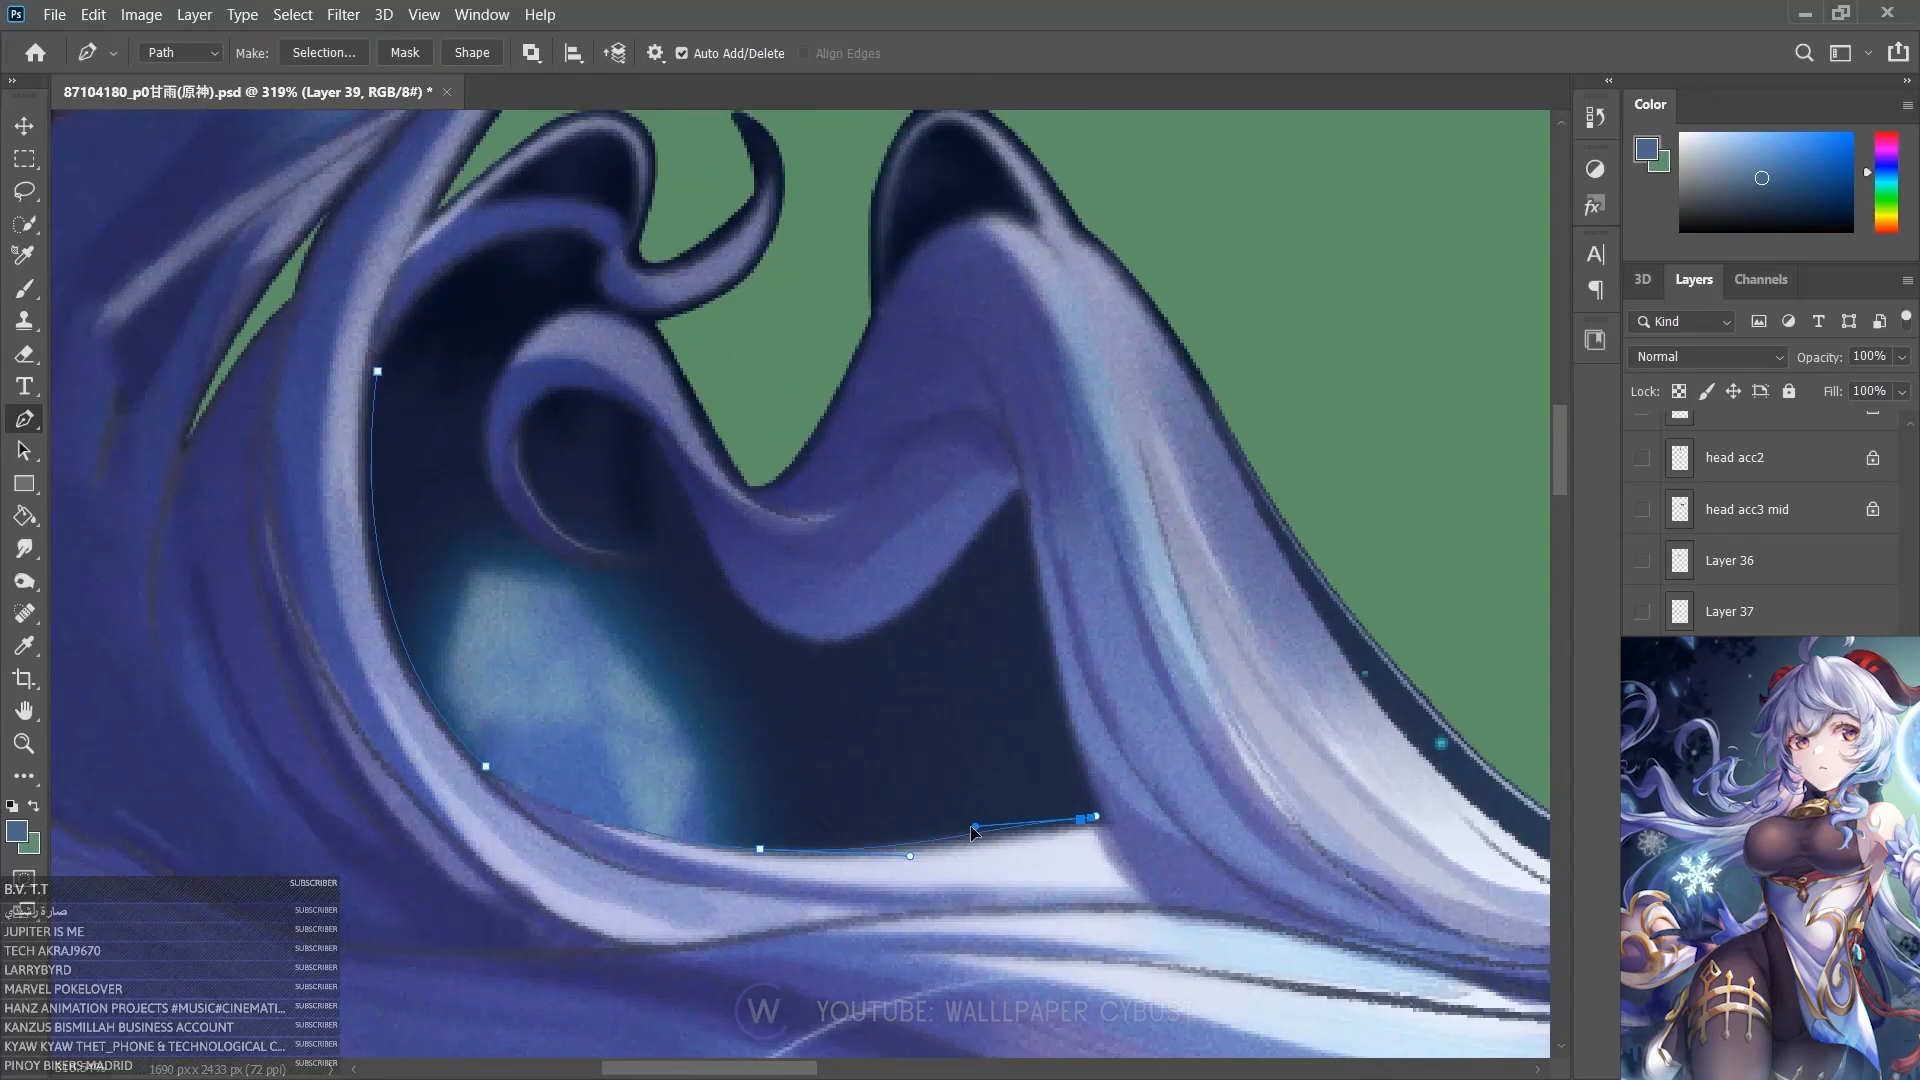 File Edit Image Layer Type Select Filter 3D View Window Help
Path Make: Selection... Mask Shape Auto Add/Delete Align Edges
87104180_p0甘雨(原神).psd @ 319% (Layer 39, RGB/8#) *
Color
3D Layers Channels
Kind
Normal Opacity: 100%
Lock: Fill: 100%
head acc2
head acc3 mid
Layer 36
Layer 37
B.V. T.T SUBSCRIBER
صارة رشيدي SUBSCRIBER
JUPITER IS ME SUBSCRIBER
TECH AKRAJ9670 SUBSCRIBER
LARRYBYRD SUBSCRIBER
MARVEL POKELOVER SUBSCRIBER
HANZ ANIMATION PROJECTS #MUSIC#CINEMATI... SUBSCRIBER
KANZUS BISMILLAH BUSINESS ACCOUNT SUBSCRIBER
KYAW KYAW THET_PHONE & TECHNOLOGICAL C... SUBSCRIBER
PINOY BIKERS MADRID SUBSCRIBER
1690 px x 2433 px (72 ppi)
W YOUTUBE: WALLLPAPER CYBUST